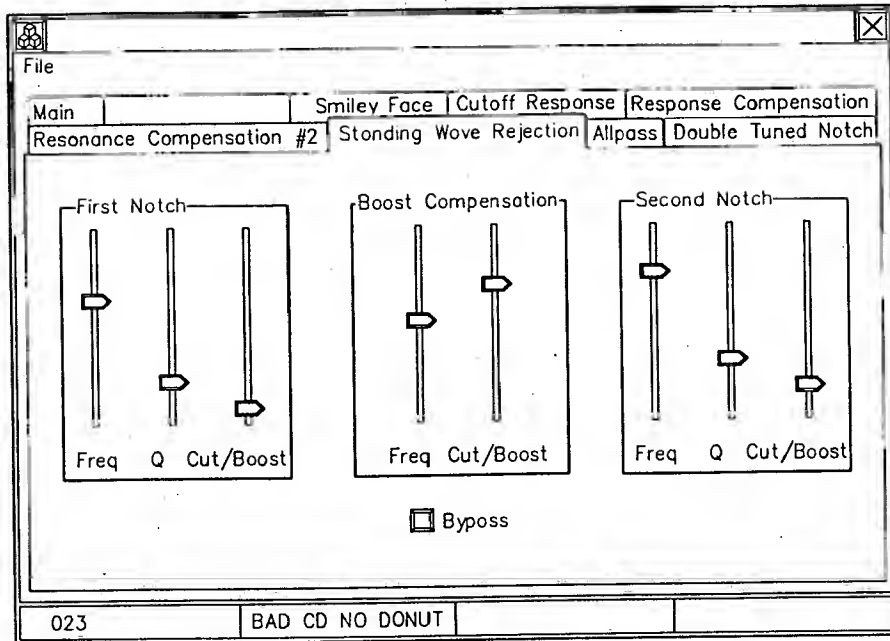 File
Main Smiley Face Cutoff Response Response Compensation
Resonance Compensation #2 Stonding Wave Rejection Allpass Double Tuned Notch
First Notch Boost Compensation Second Notch
Freq Q Cut/Boost Freq Cut/Boost Freq Q Cut/Boost
Byposs
023 BAD CD NO DONUT